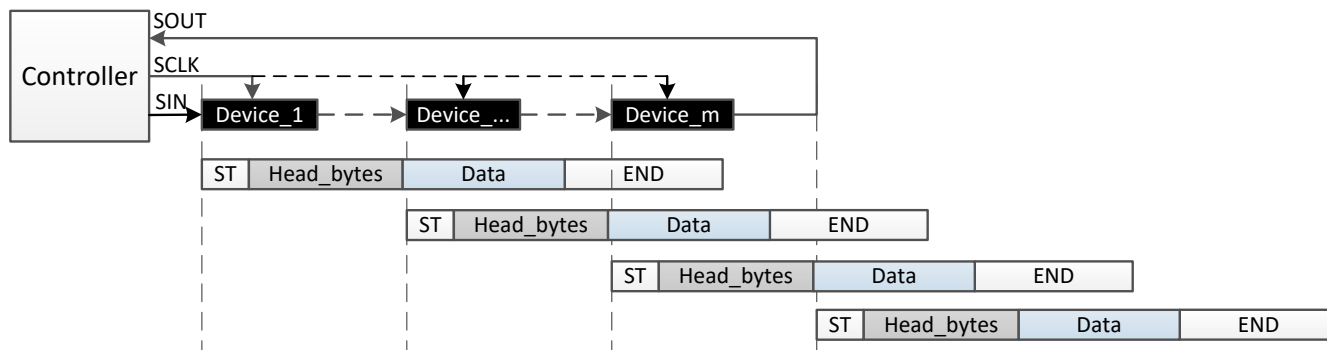 SOUT
Controller
SCLK
SIN
Device_1
Device_...
Device_m
ST Head_bytes Data END
ST Head_bytes Data END
ST Head_bytes Data END
ST Head_bytes Data END